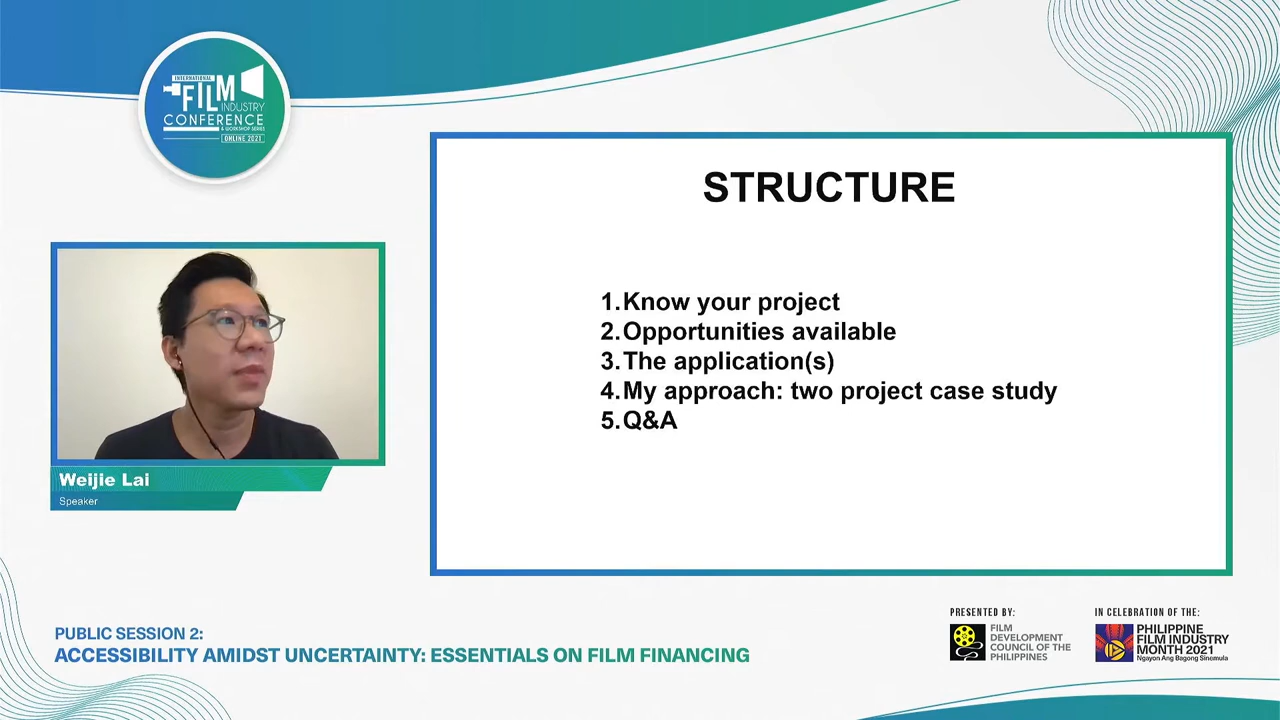 INTERNATIONAL
FILM
INDUSTRY
CONFERENCE
& WORKSHOP SERIES
ONLINE 2021
STRUCTURE
1.Know your project
2.Opportunities available
3.The application(s)
4.My approach: two project case study
5.Q&A
Weijie Lai
Speaker
PUBLIC SESSION 2:
ACCESSIBILITY AMIDST UNCERTAINTY: ESSENTIALS ON FILM FINANCING
PRESENTED BY:
FILM
DEVELOPMENT
COUNCIL OF THE
PHILIPPINES
IN CELEBRATION OF THE:
PHILIPPINE
FILM INDUSTRY
MONTH 2021
Ngayon Ang Bagong Sinemula